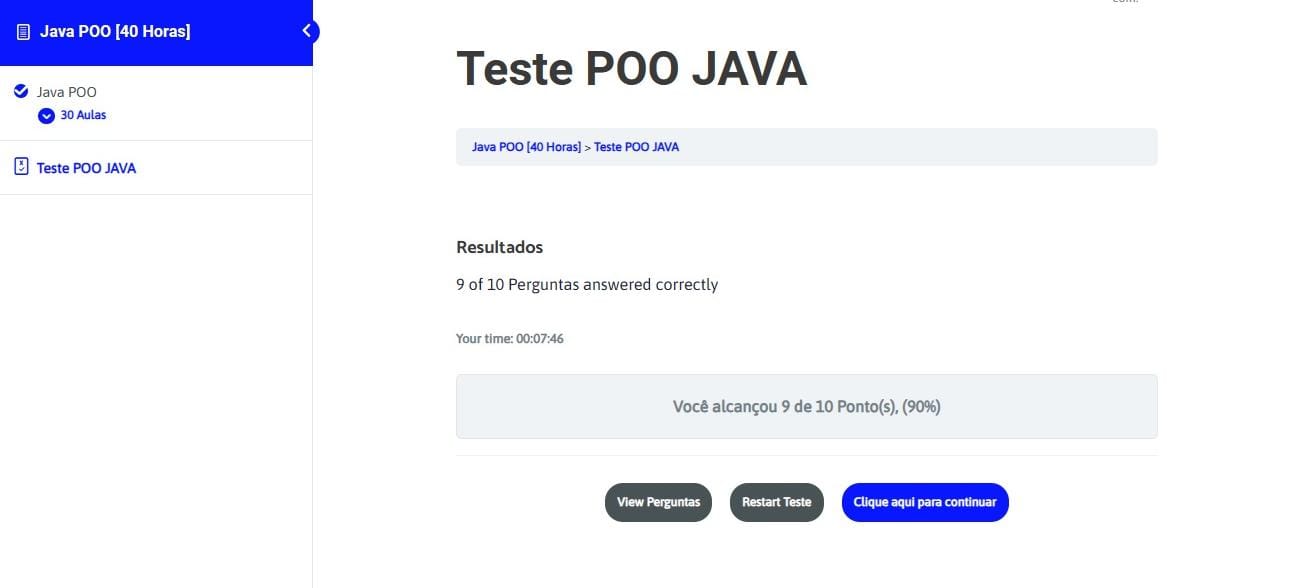 Java POO [40 Horas]
Java POO
30 Aulas
Teste POO JAVA
Teste POO JAVA
Java POO [40 Horas] > Teste POO JAVA
Resultados
9 of 10 Perguntas answered correctly
Your time: 00:07:46
Você alcançou 9 de 10 Ponto(s), (90%)
View Perguntas
Restart Teste
Clique aqui para continuar